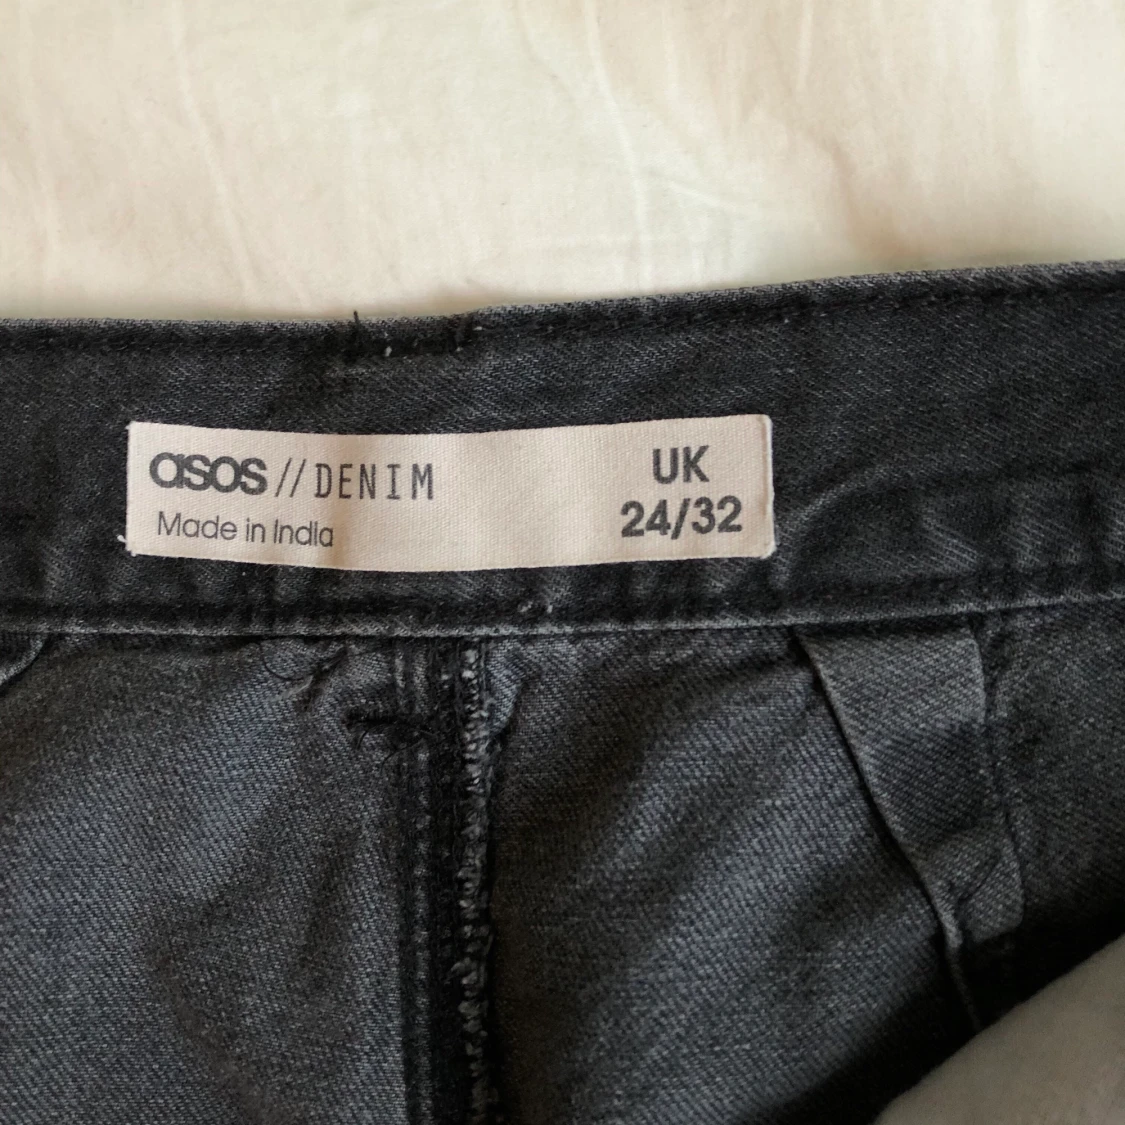 asos // DENIM
Made in India
UK
24/32